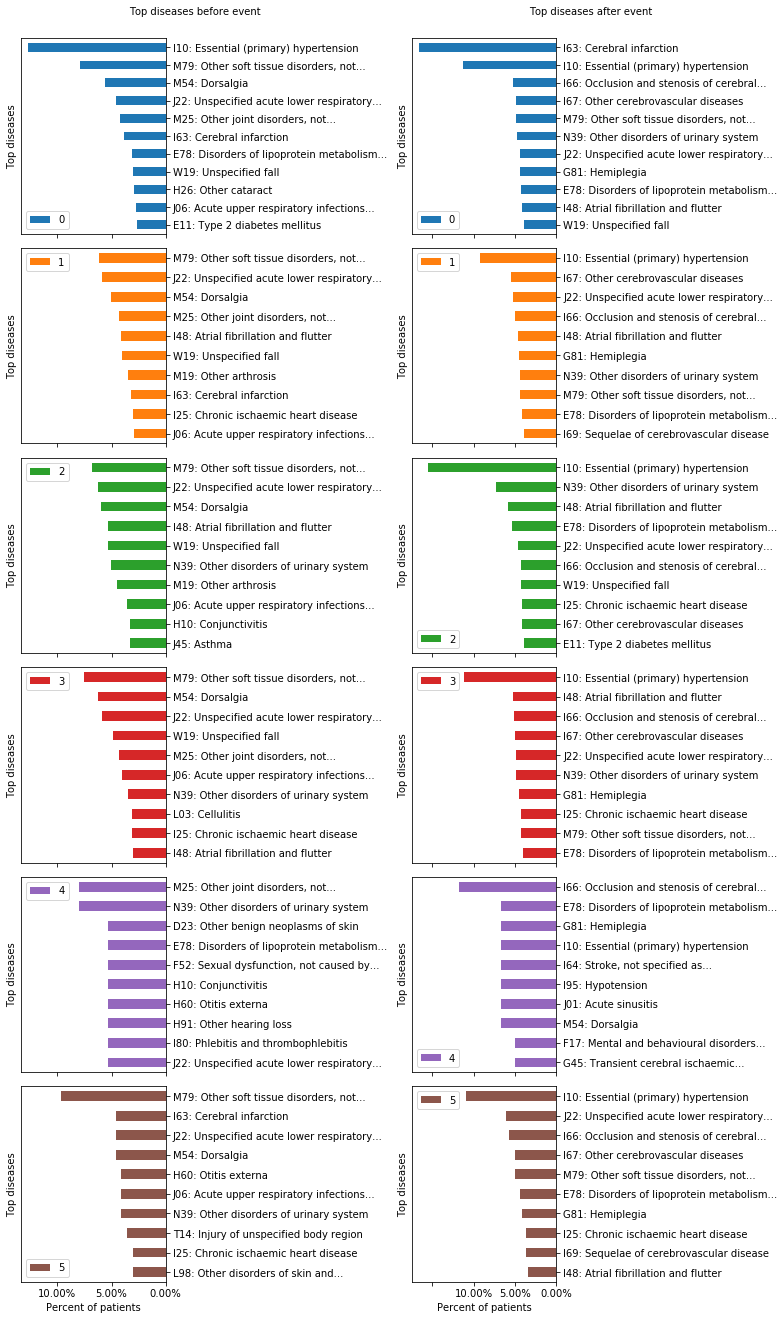 Top diseases before event
Top diseases
I10: Essential (primary) hypertension
M79: Other soft tissue disorders, not...
M54: Dorsalgia
J22: Unspecified acute lower respiratory...
M25: Other joint disorders, not...
I63: Cerebral infarction
E78: Disorders of lipoprotein metabolism...
W19: Unspecified fall
H26: Other cataract
J06: Acute upper respiratory infections...
E11: Type 2 diabetes mellitus
0
Top diseases after event
Top diseases
I63: Cerebral infarction
I10: Essential (primary) hypertension
I66: Occlusion and stenosis of cerebral...
I67: Other cerebrovascular diseases
M79: Other soft tissue disorders, not...
N39: Other disorders of urinary system
J22: Unspecified acute lower respiratory...
G81: Hemiplegia
E78: Disorders of lipoprotein metabolism...
I48: Atrial fibrillation and flutter
W19: Unspecified fall
0
Top diseases
1
M79: Other soft tissue disorders, not...
J22: Unspecified acute lower respiratory...
M54: Dorsalgia
M25: Other joint disorders, not...
I48: Atrial fibrillation and flutter
W19: Unspecified fall
M19: Other arthrosis
I63: Cerebral infarction
I25: Chronic ischaemic heart disease
J06: Acute upper respiratory infections...
Top diseases
1
I10: Essential (primary) hypertension
I67: Other cerebrovascular diseases
J22: Unspecified acute lower respiratory...
I66: Occlusion and stenosis of cerebral...
I48: Atrial fibrillation and flutter
G81: Hemiplegia
N39: Other disorders of urinary system
M79: Other soft tissue disorders, not...
E78: Disorders of lipoprotein metabolism...
I69: Sequelae of cerebrovascular disease
Top diseases
2
M79: Other soft tissue disorders, not...
J22: Unspecified acute lower respiratory...
M54: Dorsalgia
I48: Atrial fibrillation and flutter
W19: Unspecified fall
N39: Other disorders of urinary system
M19: Other arthrosis
J06: Acute upper respiratory infections...
H10: Conjunctivitis
J45: Asthma
Top diseases
I10: Essential (primary) hypertension
N39: Other disorders of urinary system
I48: Atrial fibrillation and flutter
E78: Disorders of lipoprotein metabolism...
J22: Unspecified acute lower respiratory...
I66: Occlusion and stenosis of cerebral...
W19: Unspecified fall
I25: Chronic ischaemic heart disease
I67: Other cerebrovascular diseases
E11: Type 2 diabetes mellitus
2
Top diseases
3
M79: Other soft tissue disorders, not...
M54: Dorsalgia
J22: Unspecified acute lower respiratory...
W19: Unspecified fall
M25: Other joint disorders, not...
J06: Acute upper respiratory infections...
N39: Other disorders of urinary system
L03: Cellulitis
I25: Chronic ischaemic heart disease
I48: Atrial fibrillation and flutter
Top diseases
3
I10: Essential (primary) hypertension
I48: Atrial fibrillation and flutter
I66: Occlusion and stenosis of cerebral...
I67: Other cerebrovascular diseases
J22: Unspecified acute lower respiratory...
N39: Other disorders of urinary system
G81: Hemiplegia
I25: Chronic ischaemic heart disease
M79: Other soft tissue disorders, not...
E78: Disorders of lipoprotein metabolism...
Top diseases
4
M25: Other joint disorders, not...
N39: Other disorders of urinary system
D23: Other benign neoplasms of skin
E78: Disorders of lipoprotein metabolism...
F52: Sexual dysfunction, not caused by...
H10: Conjunctivitis
H60: Otitis externa
H91: Other hearing loss
I80: Phlebitis and thrombophlebitis
J22: Unspecified acute lower respiratory...
Top diseases
I66: Occlusion and stenosis of cerebral...
E78: Disorders of lipoprotein metabolism...
G81: Hemiplegia
I10: Essential (primary) hypertension
I64: Stroke, not specified as...
I95: Hypotension
J01: Acute sinusitis
M54: Dorsalgia
F17: Mental and behavioural disorders...
G45: Transient cerebral ischaemic...
4
Top diseases
M79: Other soft tissue disorders, not...
I63: Cerebral infarction
J22: Unspecified acute lower respiratory...
M54: Dorsalgia
H60: Otitis externa
J06: Acute upper respiratory infections...
N39: Other disorders of urinary system
T14: Injury of unspecified body region
I25: Chronic ischaemic heart disease
L98: Other disorders of skin and...
5
10.00% 5.00% 0.00%
Percent of patients
Top diseases
5
I10: Essential (primary) hypertension
J22: Unspecified acute lower respiratory...
I66: Occlusion and stenosis of cerebral...
I67: Other cerebrovascular diseases
M79: Other soft tissue disorders, not...
E78: Disorders of lipoprotein metabolism...
G81: Hemiplegia
I25: Chronic ischaemic heart disease
I69: Sequelae of cerebrovascular disease
I48: Atrial fibrillation and flutter
10.00% 5.00% 0.00%
Percent of patients